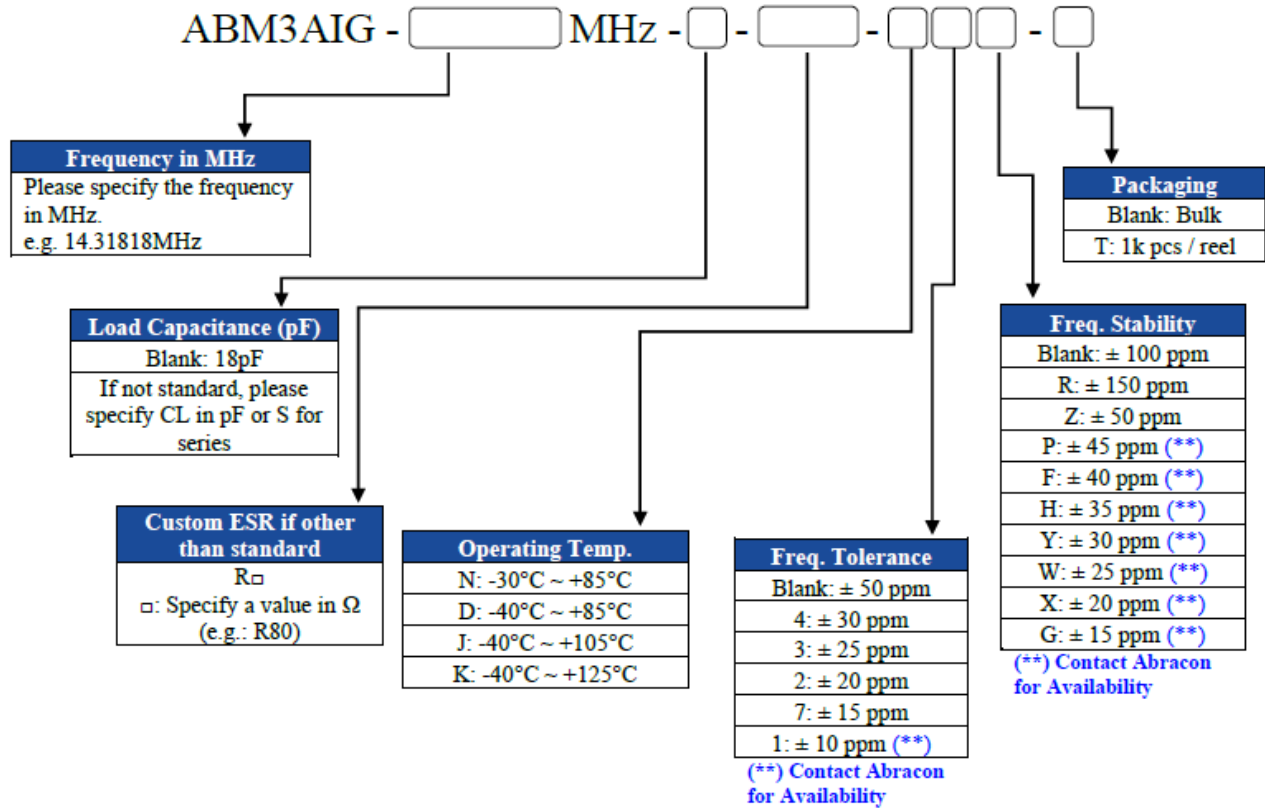 ABM3AIG - MHz - - - -
Frequency in MHz
Please specify the frequency
in MHz.
e.g. 14.31818MHz
Load Capacitance (pF)
Blank: 18pF
If not standard, please
specify CL in pF or S for
series
Custom ESR if other
than standard
R□
□: Specify a value in Ω
(e.g.: R80)
Operating Temp.
N: -30°C ~ +85°C
D: -40°C ~ +85°C
J: -40°C ~ +105°C
K: -40°C ~ +125°C
Freq. Tolerance
Blank: ± 50 ppm
4: ± 30 ppm
3: ± 25 ppm
2: ± 20 ppm
7: ± 15 ppm
1: ± 10 ppm (**)
(**) Contact Abracon
for Availability
Freq. Stability
Blank: ± 100 ppm
R: ± 150 ppm
Z: ± 50 ppm
P: ± 45 ppm (**)
F: ± 40 ppm (**)
H: ± 35 ppm (**)
Y: ± 30 ppm (**)
W: ± 25 ppm (**)
X: ± 20 ppm (**)
G: ± 15 ppm (**)
(**) Contact Abracon
for Availability
Packaging
Blank: Bulk
T: 1k pcs / reel